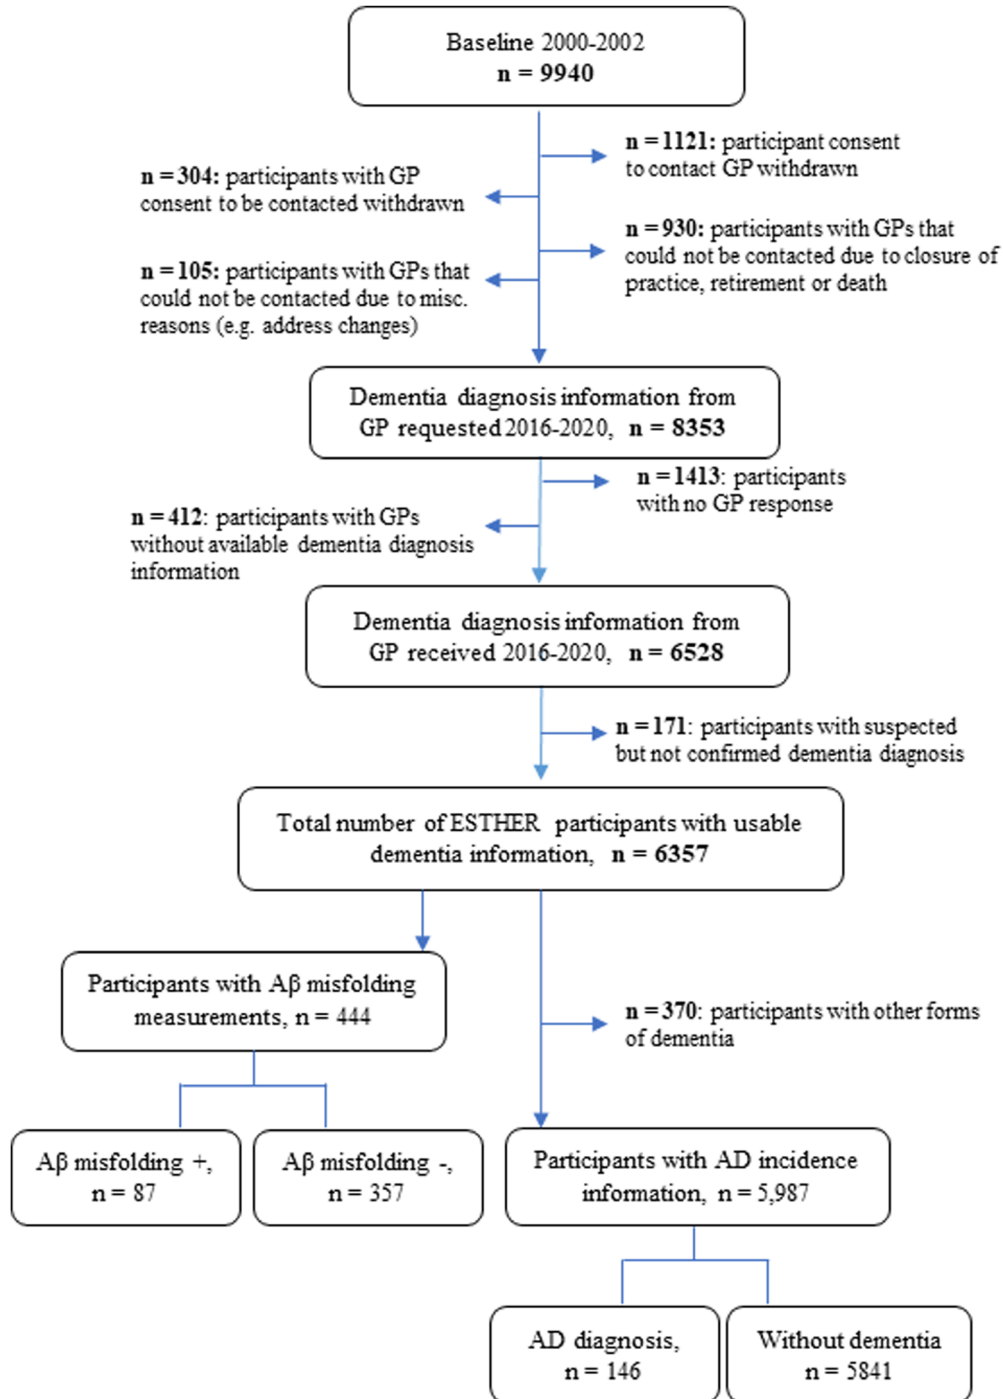 Baseline 2000-2002
n = 9940
n = 1121: participant consent
to contact GP withdrawn
n = 304: participants with GP
consent to be contacted withdrawn
n = 930: participants with GPs that
could not be contacted due to closure of
practice, retirement or death
n = 105: participants with GPs that
could not be contacted due to misc.
reasons (e.g. address changes)
Dementia diagnosis information from
GP requested 2016-2020, n = 8353
n = 1413: participants
with no GP response
n = 412: participants with GPs
without available dementia diagnosis
information
Dementia diagnosis information from
GP received 2016-2020, n = 6528
n = 171: participants with suspected
but not confirmed dementia diagnosis
Total number of ESTHER participants with usable
dementia information, n = 6357
Participants with Aβ misfolding
measurements, n = 444
n = 370: participants with other forms
of dementia
Aβ misfolding +,
n = 87
Aβ misfolding -,
n = 357
Participants with AD incidence
information, n = 5,987
AD diagnosis,
n = 146
Without dementia
n = 5841